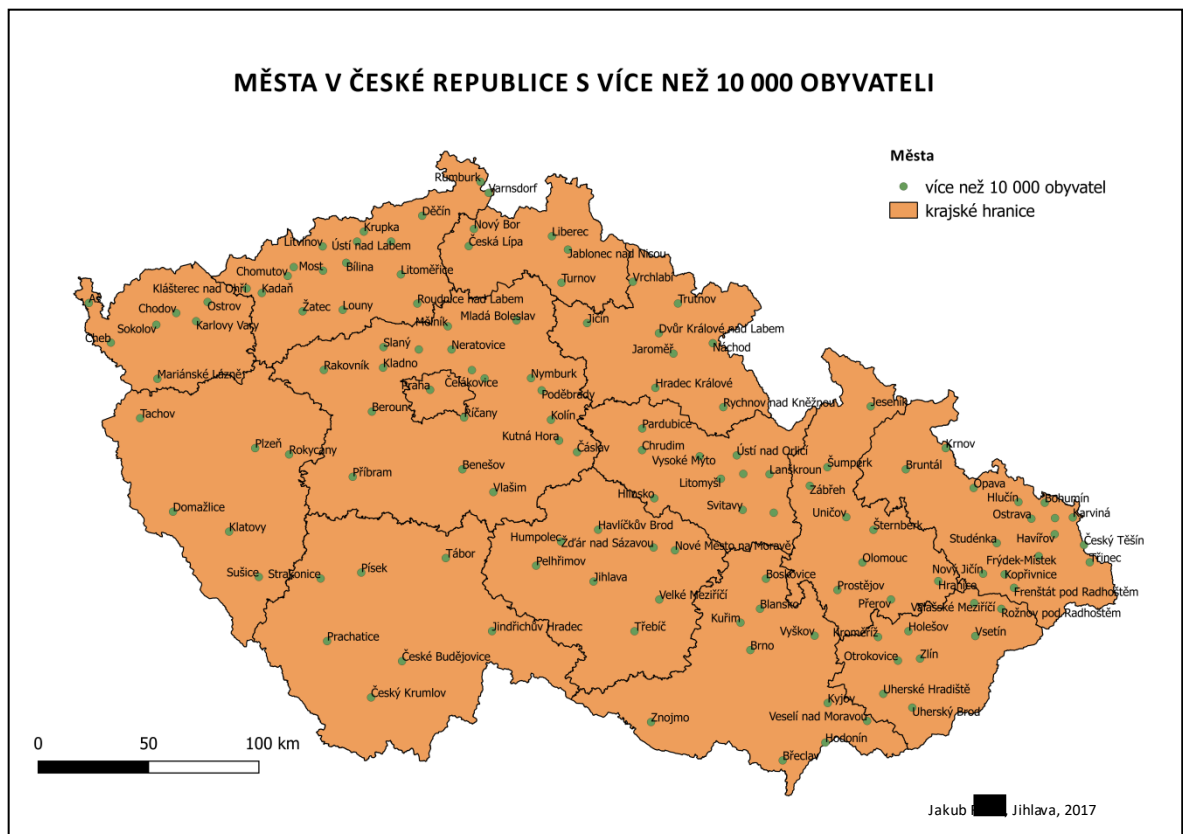 MĚSTA V ČESKÉ REPUBLICE S VÍCE NEŽ 10 000 OBYVATELI
Města
více než 10 000 obyvatel
krajské hranice
Rumburk
Varnsdorf
Děčín
Krupka
Nový Bor
Liberec
Litvínov
Ústí nad Labem
Česká Lípa
Jablonec nad Nisou
Chomutov
Most
Bílina
Litoměřice
Turnov
Vrchlabí
Klášterec nad Ohří
Kadaň
Aš
Chodov
Ostrov
Žatec
Louny
Roudnice nad Labem
Trutnov
Sokolov
Karlovy Vary
Mělník
Mladá Boleslav
Jičín
Dvůr Králové nad Labem
Cheb
Slaný
Neratovice
Jaroměř
Náchod
Mariánské Lázně
Rakovník
Kladno
Praha
Čelákovice
Nymburk
Poděbrady
Hradec Králové
Tachov
Beroun
Říčany
Kolín
Rychnov nad Kněžnou
Jeseník
Plzeň
Rokycany
Kutná Hora
Čáslav
Pardubice
Chrudim
Vysoké Mýto
Ústí nad Orlicí
Krnov
Příbram
Benešov
Vlašim
Litomyšl
Lanškroun
Šumperk
Bruntál
Domažlice
Hlinsko
Svitavy
Zábřeh
Opava
Hlučín
Bohumín
Klatovy
Havlíčkův Brod
Uničov
Šternberk
Ostrava
Karviná
Humpolec
Žďár nad Sázavou
Nové Město na Moravě
Studénka
Havířov
Český Těšín
Tábor
Pelhřimov
Olomouc
Frýdek-Místek
Třinec
Sušice
Strakonice
Písek
Jihlava
Boskovice
Prostějov
Hranice
Nový Jičín
Kopřivnice
Velké Meziříčí
Blansko
Přerov
Valašské Meziříčí
Frenštát pod Radhoštěm
Rožnov pod Radhoštěm
Prachatice
Jindřichův Hradec
Třebíč
Kuřim
Vyškov
Kroměříž
Holešov
Vsetín
České Budějovice
Brno
Otrokovice
Zlín
Český Krumlov
Uherské Hradiště
Kyjov
Uherský Brod
Znojmo
Veselí nad Moravou
Hodonín
Břeclav
0 50 100 km
Jakub , Jihlava, 2017